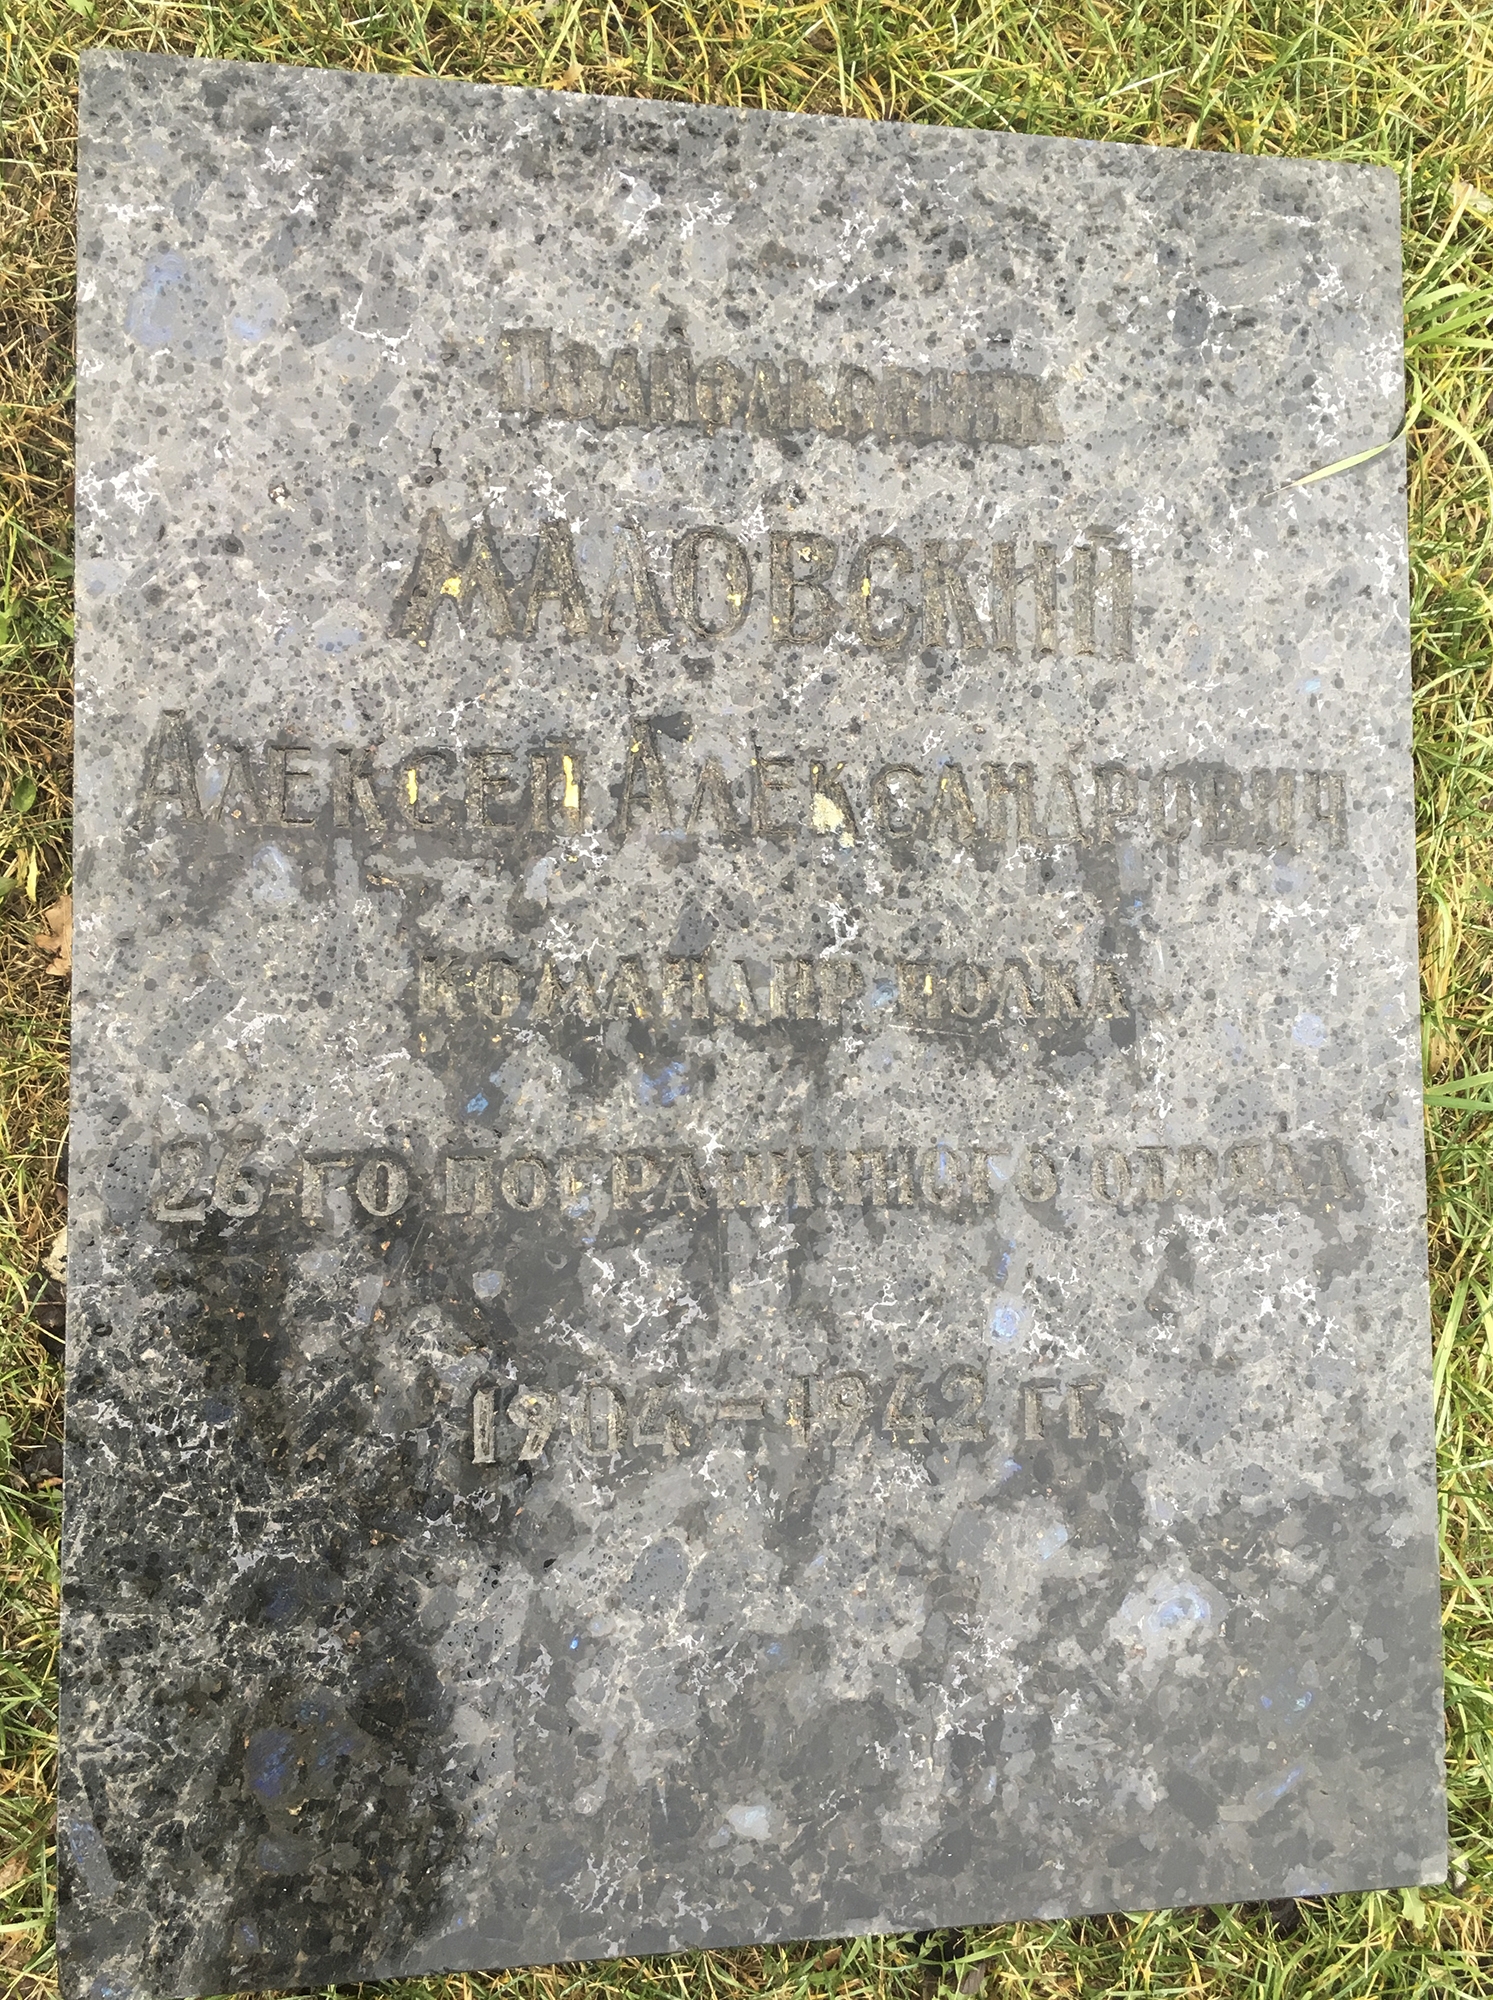 Подполковник
МАЛОВСКИЙ
АЛЕКСЕЙ АЛЕКСАНДРОВИЧ
КОМАНДИР ПОЛКА
26-ГО ПОГРАНИЧНОГО ОТРЯДА
1904 – 1942 гг.